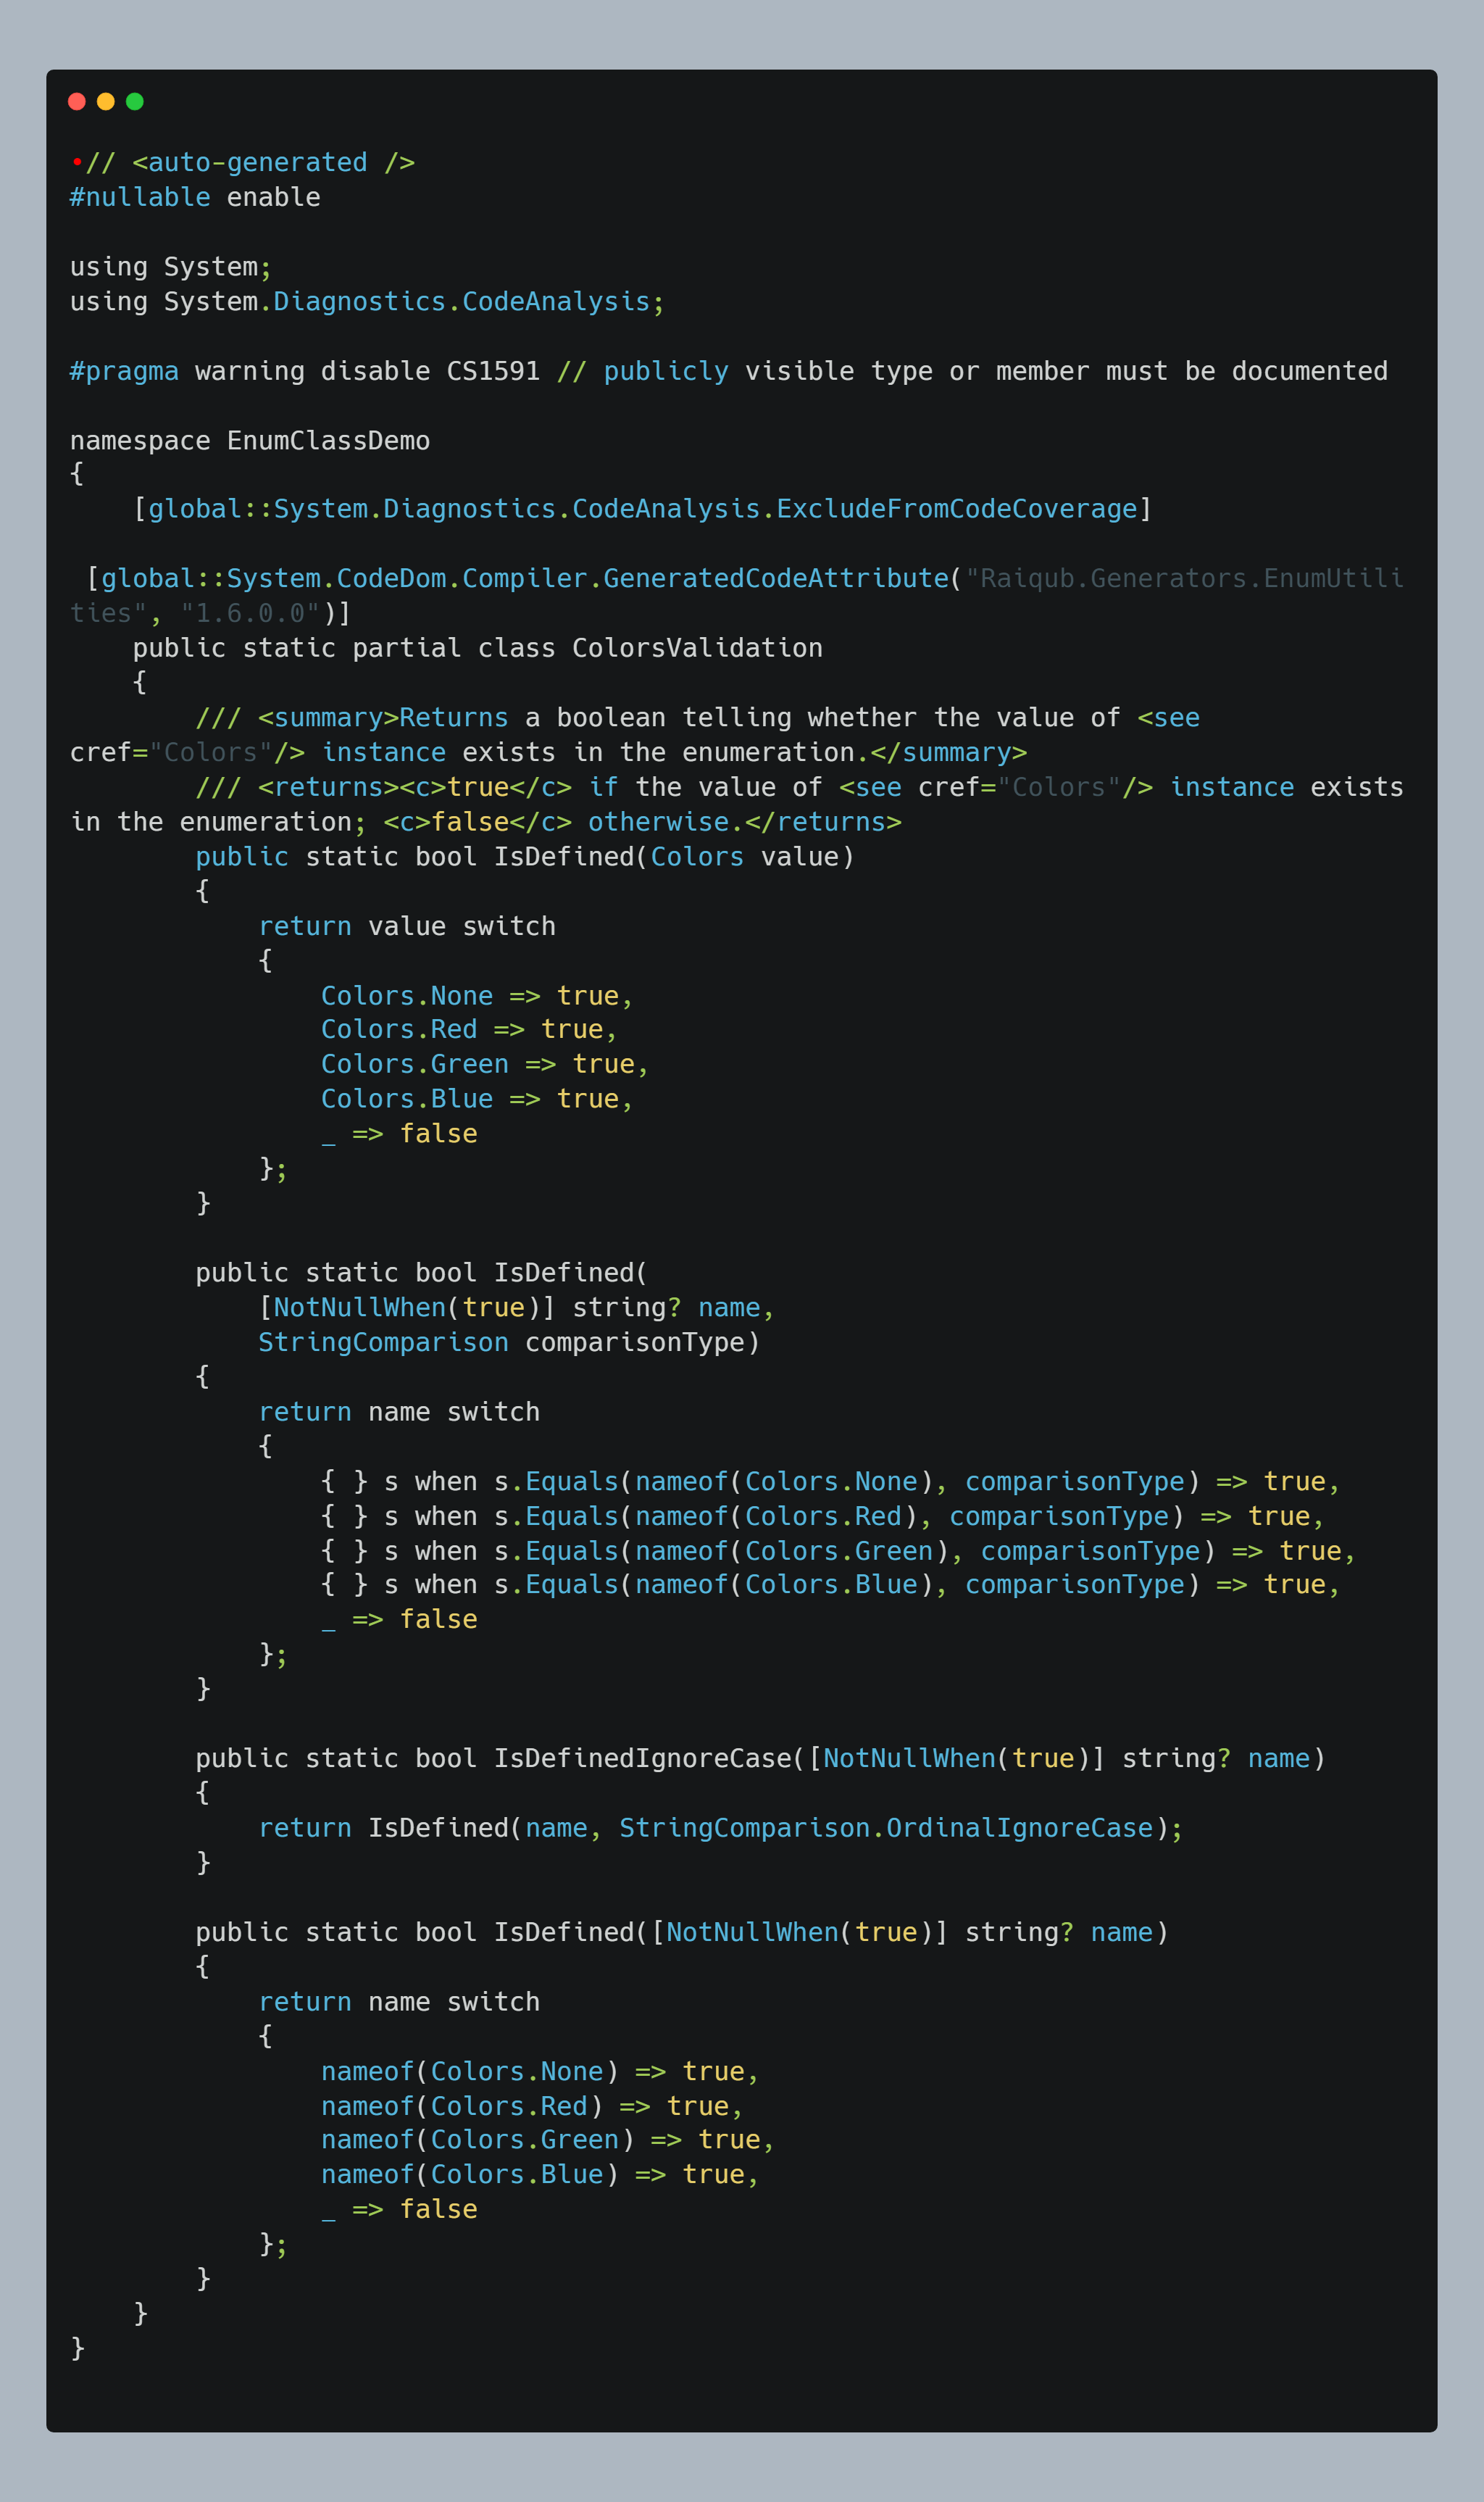 •// <auto-generated />
#nullable enable

using System;
using System.Diagnostics.CodeAnalysis;

#pragma warning disable CS1591 // publicly visible type or member must be documented

namespace EnumClassDemo
{
    [global::System.Diagnostics.CodeAnalysis.ExcludeFromCodeCoverage]

 [global::System.CodeDom.Compiler.GeneratedCodeAttribute("Raiqub.Generators.EnumUtili
ties", "1.6.0.0")]
    public static partial class ColorsValidation
    {
        /// <summary>Returns a boolean telling whether the value of <see
cref="Colors"/> instance exists in the enumeration.</summary>
        /// <returns><c>true</c> if the value of <see cref="Colors"/> instance exists
in the enumeration; <c>false</c> otherwise.</returns>
        public static bool IsDefined(Colors value)
        {
            return value switch
            {
                Colors.None => true,
                Colors.Red => true,
                Colors.Green => true,
                Colors.Blue => true,
                _ => false
            };
        }

        public static bool IsDefined(
            [NotNullWhen(true)] string? name,
            StringComparison comparisonType)
        {
            return name switch
            {
                { } s when s.Equals(nameof(Colors.None), comparisonType) => true,
                { } s when s.Equals(nameof(Colors.Red), comparisonType) => true,
                { } s when s.Equals(nameof(Colors.Green), comparisonType) => true,
                { } s when s.Equals(nameof(Colors.Blue), comparisonType) => true,
                _ => false
            };
        }

        public static bool IsDefinedIgnoreCase([NotNullWhen(true)] string? name)
        {
            return IsDefined(name, StringComparison.OrdinalIgnoreCase);
        }

        public static bool IsDefined([NotNullWhen(true)] string? name)
        {
            return name switch
            {
                nameof(Colors.None) => true,
                nameof(Colors.Red) => true,
                nameof(Colors.Green) => true,
                nameof(Colors.Blue) => true,
                _ => false
            };
        }
    }
}